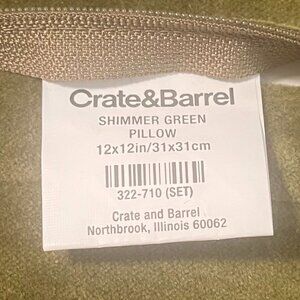 Crate&Barrel
SHIMMER GREEN
PILLOW
12x12in/31x31cm
322-710 (SET)
Crate and Barrel
Northbrook, Illinois 60062